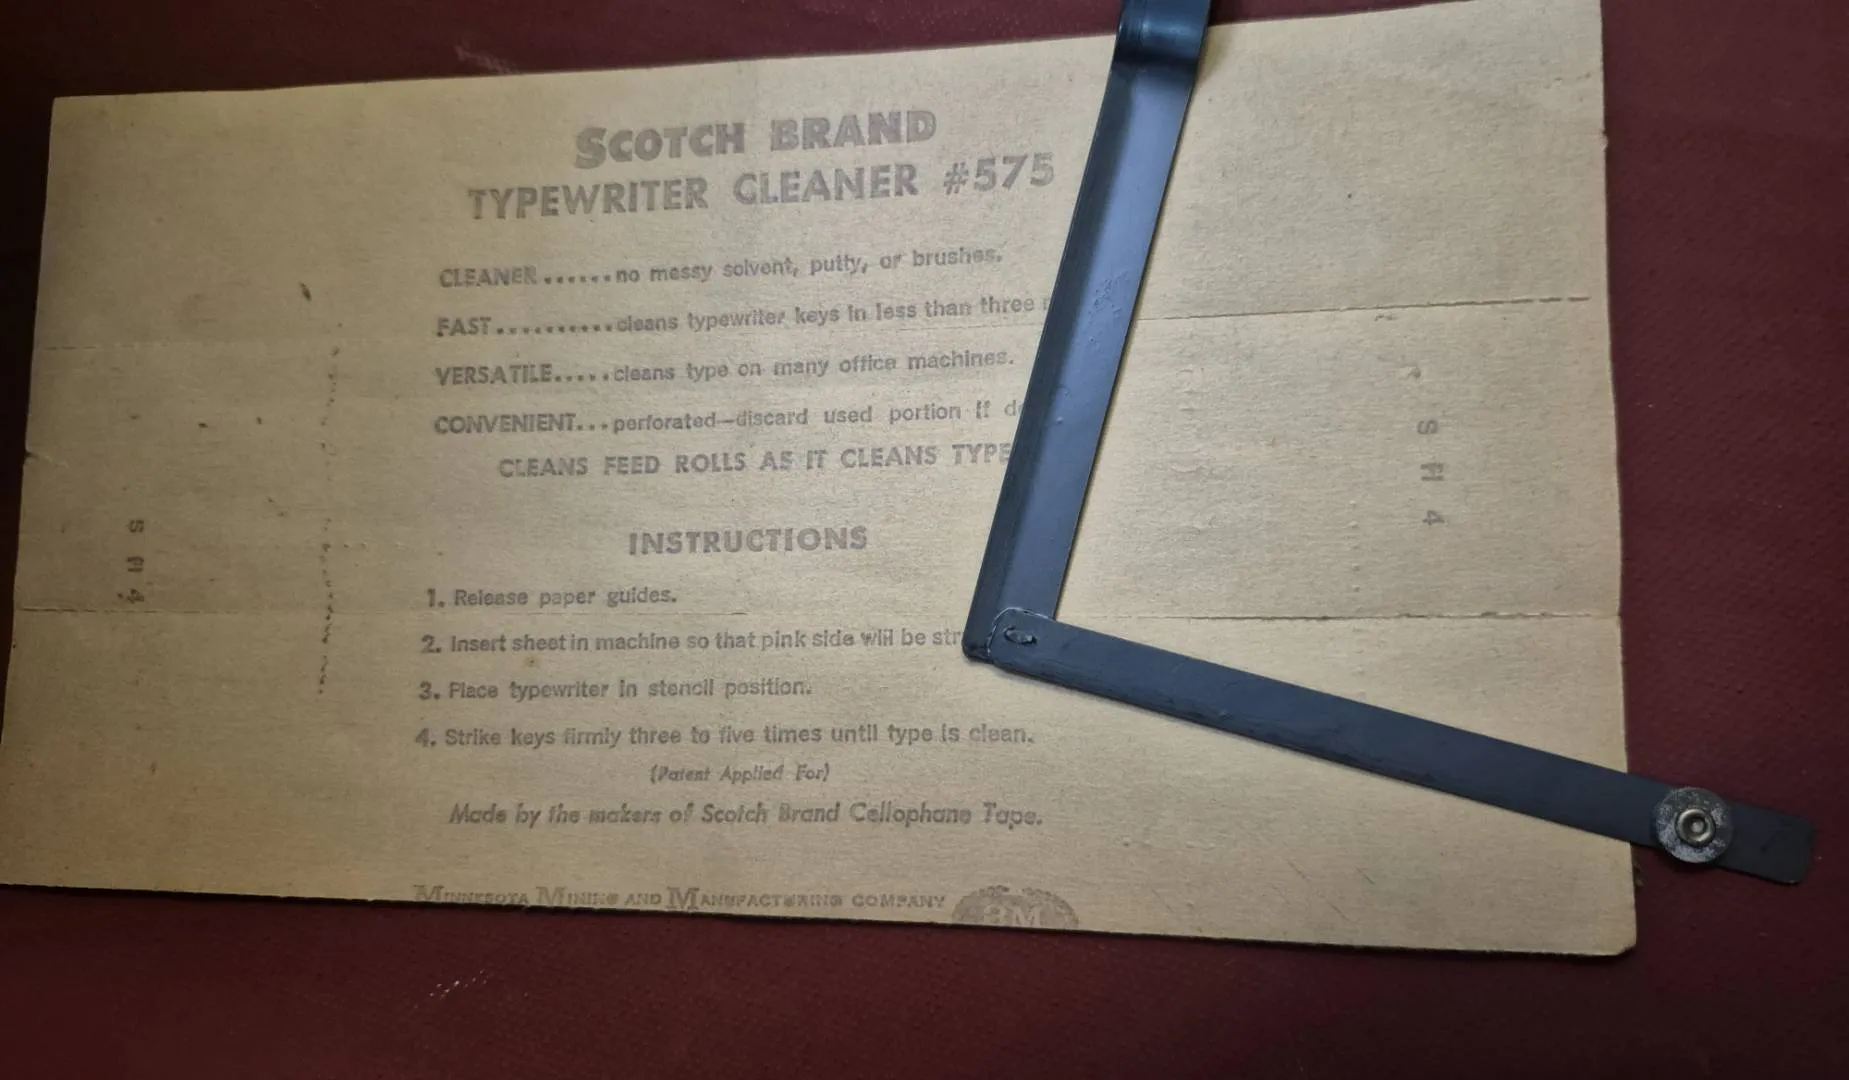 SCOTCH BRAND
TYPEWRITER CLEANER #575
CLEANER......no messy solvent, putty, or brushes.
FAST..........cleans typewriter keys in less than three
VERSATILE.....cleans type on many office machines.
CONVENIENT...perforated—discard used portion if
CLEANS FEED ROLLS AS IT CLEANS TYPE
INSTRUCTIONS
1. Release paper guides.
2. Insert sheet in machine so that pink side will be
3. Place typewriter in stencil position.
4. Strike keys firmly three to five times until type is clean.
(Patent Applied For)
Made by the makers of Scotch Brand Cellophane Tape.
MINNESOTA MINING AND MANUFACTURING COMPANY
3M